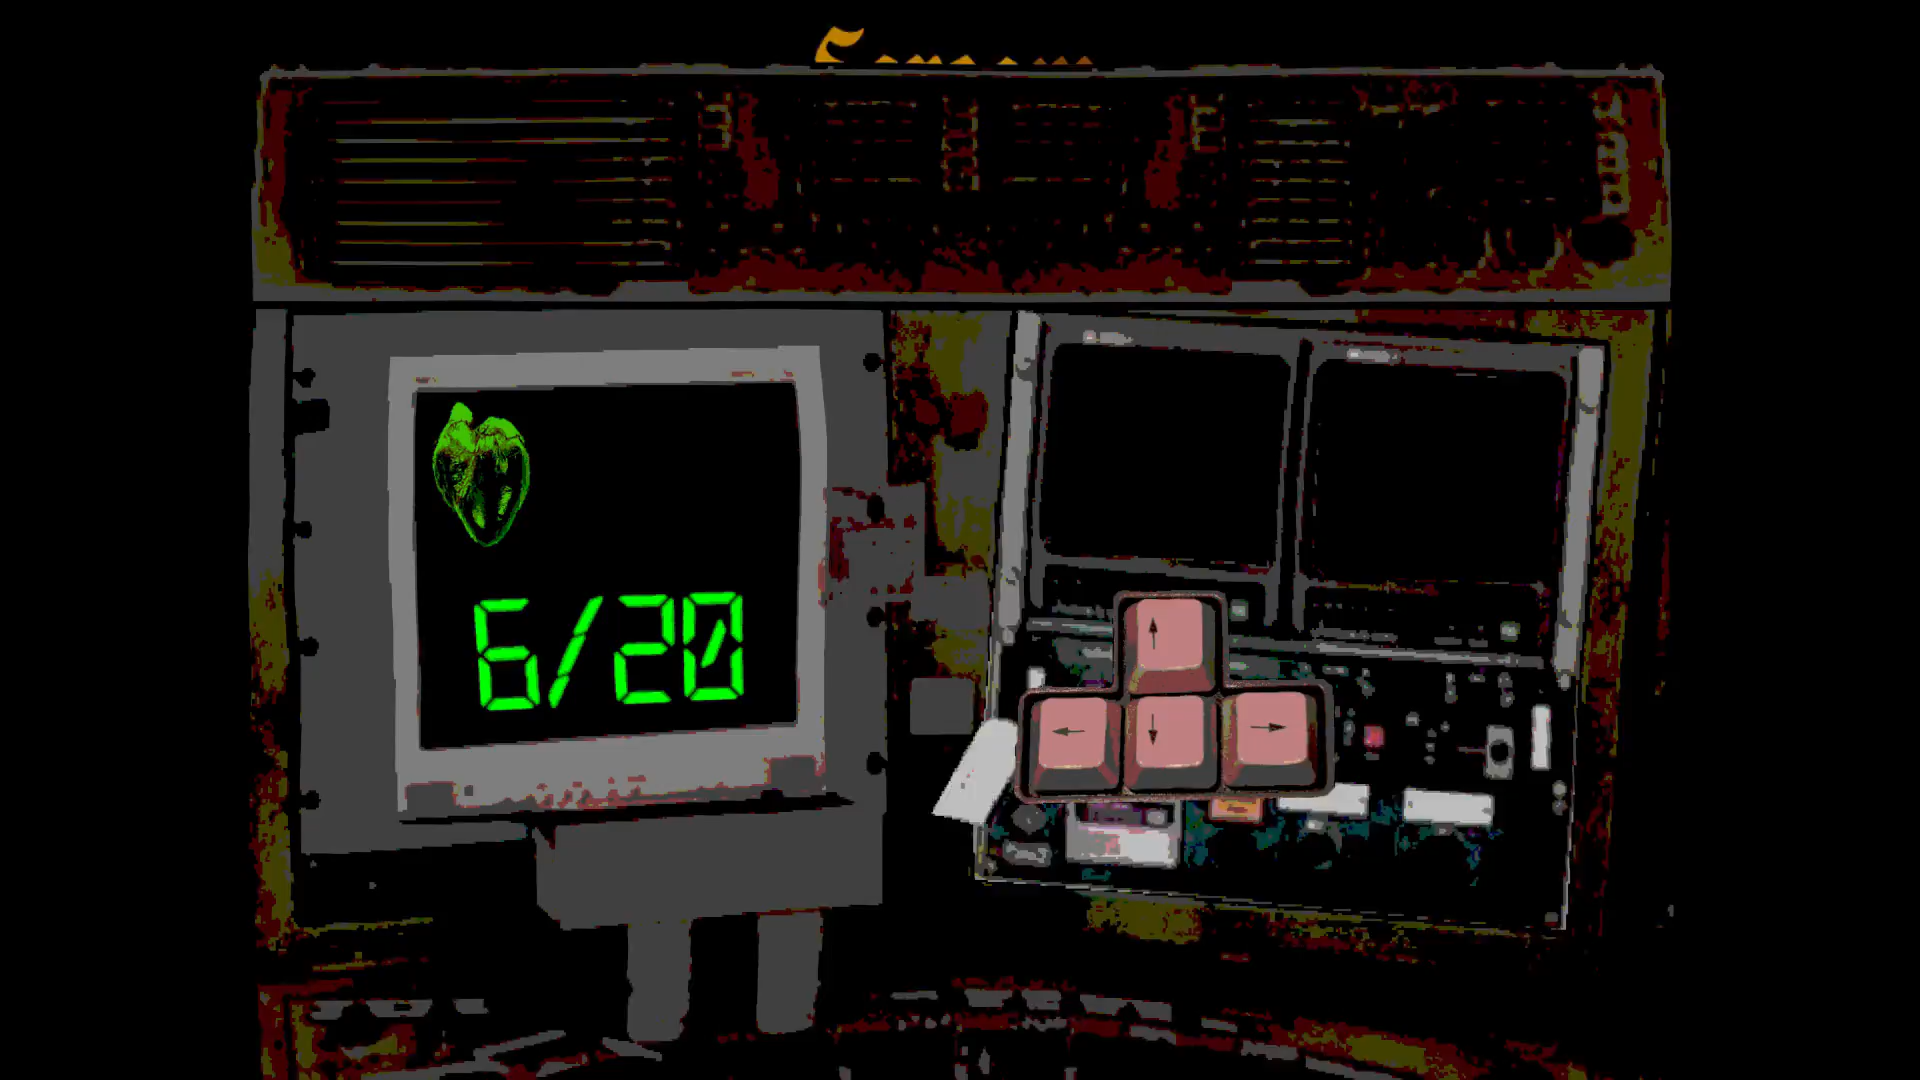 6/20
↑
← ↓ →